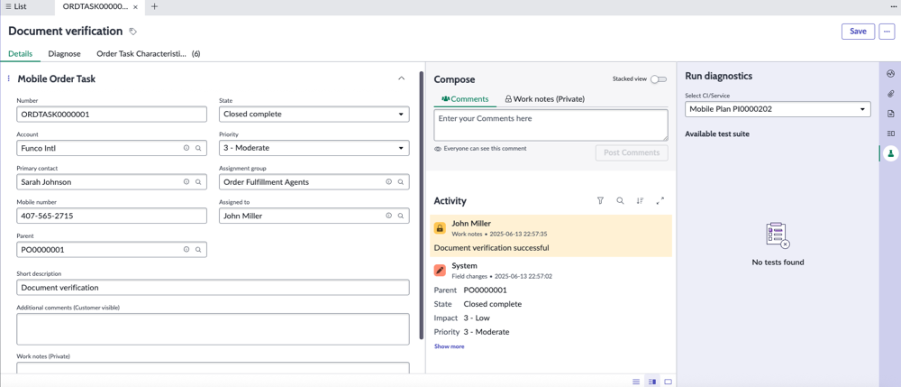 List
ORDTASK00000...
Document verification
Save
Details
Diagnose
Order Task Characteristi... (6)
Mobile Order Task
Number
ORDTASK0000001
State
Closed complete
Account
Funco Intl
Priority
3 - Moderate
Primary contact
Sarah Johnson
Assignment group
Order Fulfillment Agents
Mobile number
407-565-2715
Assigned to
John Miller
Parent
PO0000001
Short description
Document verification
Additional comments (Customer visible)
Work notes (Private)
Compose
Stacked view
Comments
Work notes (Private)
Enter your Comments here
Everyone can see this comment
Post Comments
Activity
John Miller
Work notes • 2025-06-13 22:57:35
Document verification successful
System
Field changes • 2025-06-13 22:57:02
Parent PO0000001
State Closed complete
Impact 3 - Low
Priority 3 - Moderate
Show more
Run diagnostics
Select CI/Service
Mobile Plan PI0000202
Available test suite
No tests found